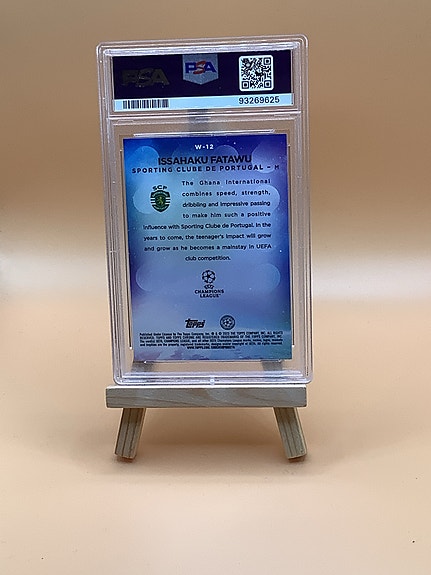 PSA
PSA
93269625
W-12
ISSAHAKU FATAWU
SPORTING CLUBE DE PORTUGAL – M
SCP
The Ghana international
combines speed, strength,
dribbling and impressive passing
to make him such a positive
influence with Sporting Clube de Portugal. In the
years to come, the teenager's impact will grow
and grow as he becomes a mainstay in UEFA
club competition.
CHAMPIONS
LEAGUE
Topps